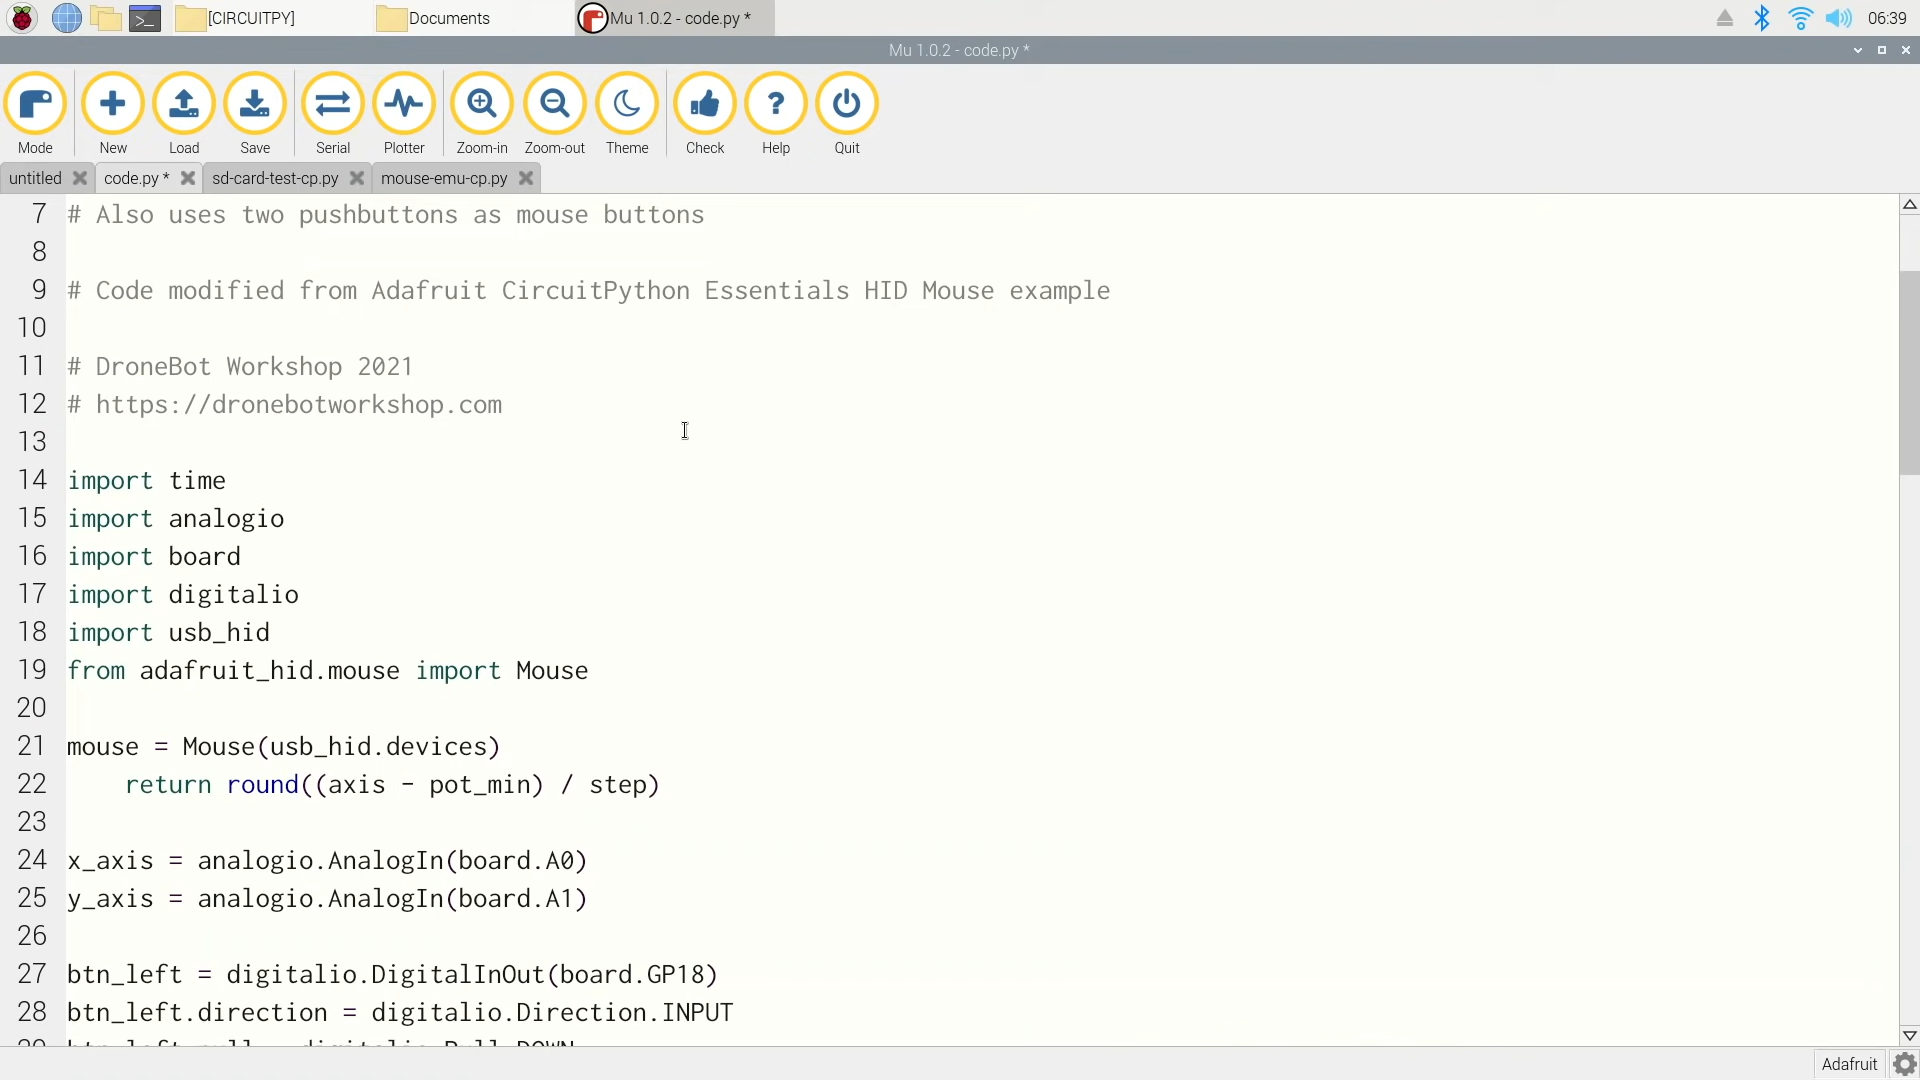 [CIRCUITPY]
Documents
Mu 1.0.2 - code.py *
06:39
Mu 1.0.2 - code.py *
Mode
New
Load
Save
Serial
Plotter
Zoom-in
Zoom-out
Theme
Check
Help
Quit
untitled
code.py *
sd-card-test-cp.py
mouse-emu-cp.py
7 # Also uses two pushbuttons as mouse buttons
8
9 # Code modified from Adafruit CircuitPython Essentials HID Mouse example
10
11 # DroneBot Workshop 2021
12 # https://dronebotworkshop.com
13
14 import time
15 import analogio
16 import board
17 import digitalio
18 import usb_hid
19 from adafruit_hid.mouse import Mouse
20
21 mouse = Mouse(usb_hid.devices)
22     return round((axis - pot_min) / step)
23
24 x_axis = analogio.AnalogIn(board.A0)
25 y_axis = analogio.AnalogIn(board.A1)
26
27 btn_left = digitalio.DigitalInOut(board.GP18)
28 btn_left.direction = digitalio.Direction.INPUT
Adafruit